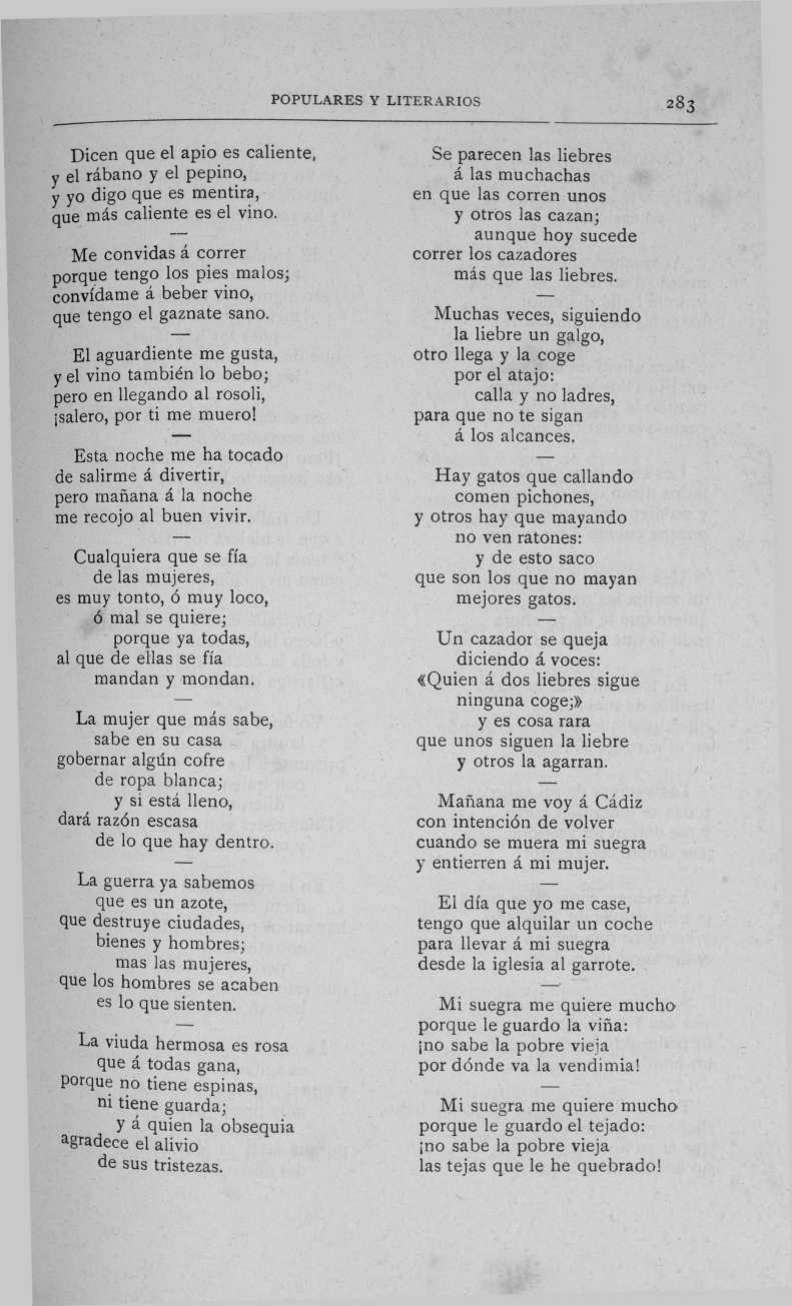 POPULARES Y LITERARIOS 283
Dicen que el apio es caliente,
y el rábano y el pepino,
y yo digo que es mentira,
que más caliente es el vino.
—
Me convidas á correr
porque tengo los pies malos;
convídame á beber vino,
que tengo el gaznate sano.
—
El aguardiente me gusta,
y el vino también lo bebo;
pero en llegando al rosoli,
¡salero, por ti me muero!
—
Esta noche me ha tocado
de salirme á divertir,
pero mañana á la noche
me recojo al buen vivir.
—
Cualquiera que se fía
de las mujeres,
es muy tonto, ó muy loco,
ó mal se quiere;
porque ya todas,
al que de ellas se fía
mandan y mondan.
—
La mujer que más sabe,
sabe en su casa
gobernar algún cofre
de ropa blanca;
y si está lleno,
dará razón escasa
de lo que hay dentro.
—
La guerra ya sabemos
que es un azote,
que destruye ciudades,
bienes y hombres;
mas las mujeres,
que los hombres se acaben
es lo que sienten.
—
La viuda hermosa es rosa
que á todas gana,
porque no tiene espinas,
ni tiene guarda;
y á quien la obsequia
agradece el alivio
de sus tristezas.
Se parecen las liebres
á las muchachas
en que las corren unos
y otros las cazan;
aunque hoy sucede
correr los cazadores
más que las liebres.
—
Muchas veces, siguiendo
la liebre un galgo,
otro llega y la coge
por el atajo:
calla y no ladres,
para que no te sigan
á los alcances.
—
Hay gatos que callando
comen pichones,
y otros hay que mayando
no ven ratones:
y de esto saco
que son los que no mayan
mejores gatos.
—
Un cazador se queja
diciendo á voces:
«Quien á dos liebres sigue
ninguna coge;»
y es cosa rara
que unos siguen la liebre
y otros la agarran.
—
Mañana me voy á Cádiz
con intención de volver
cuando se muera mi suegra
y entierren á mi mujer.
—
El día que yo me case,
tengo que alquilar un coche
para llevar á mi suegra
desde la iglesia al garrote.
—
Mi suegra me quiere mucho
porque le guardo la viña:
¡no sabe la pobre vieja
por dónde va la vendimia!
—
Mi suegra me quiere mucho
porque le guardo el tejado:
¡no sabe la pobre vieja
las tejas que le he quebrado!